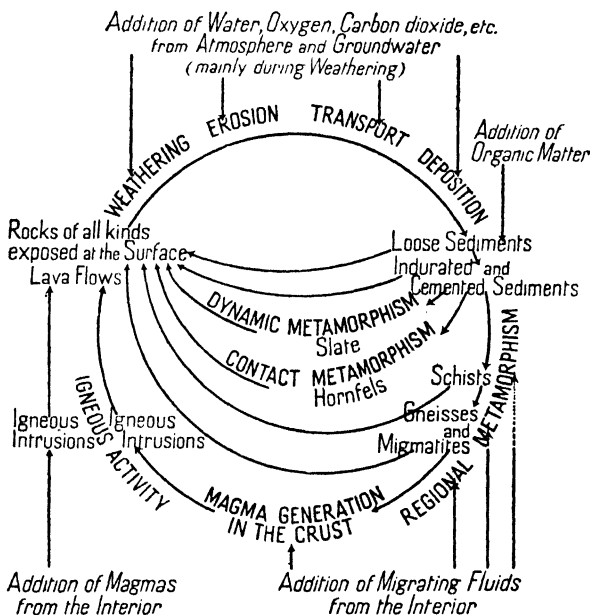 Addition of Water, Oxygen, Carbon dioxide, etc.
from Atmosphere and Groundwater
(mainly during Weathering)
WEATHERING EROSION TRANSPORT DEPOSITION
Addition of
Organic Matter
Rocks of all kinds
exposed at the Surface
Lava Flows
Loose Sediments
Indurated and
Cemented Sediments
DYNAMIC METAMORPHISM
Slate
CONTACT METAMORPHISM
Hornfels
Schists
Gneisses
and
Migmatites
REGIONAL METAMORPHISM
Igneous
Intrusions
Igneous
Intrusions
IGNEOUS ACTIVITY
MAGMA GENERATION
IN THE CRUST
Addition of Magmas
from the Interior
Addition of Migrating Fluids
from the Interior